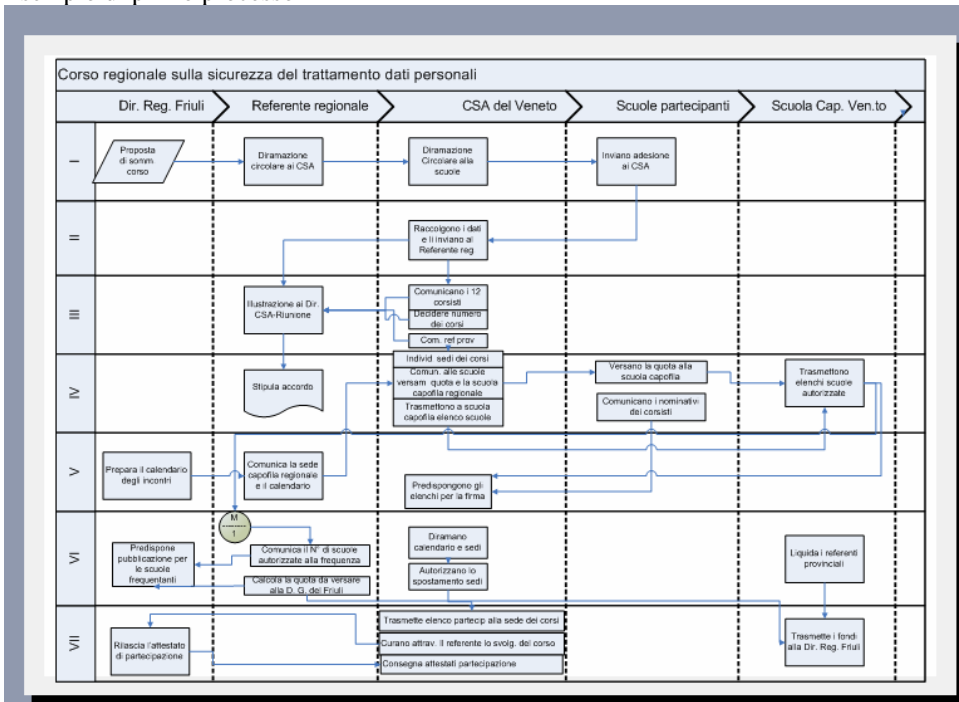 Corso regionale sulla sicurezza del trattamento dati personali
Dir. Reg. Friuli
Referente regionale
CSA del Veneto
Scuole partecipanti
Scuola Cap. Ven.to
I
Proposta
di somm.
corso
Diramazione
circolare ai CSA
Diramazione
Circolare alla
scuole
Inviano adesione
ai CSA
II
Raccolgono i dati
e li inviano al
Referente reg
III
Illustrazione ai Dir.
CSA-Riunione
Comunicano i 12
corsisti
Decidere numero
dei corsi
Com. ref prov
IV
Stipula accordo
Individ. sedi dei corsi
Comun. alle scuole
versam. quota e la scuola
capofila regionale
Trasmettono a scuola
capofila elenco scuole
Versano la quota alla
scuola capofila
Comunicano i nominativi
dei corsisti
Trasmettono
elenchi scuole
autorizzate
V
Prepara il calendario
degli incontri
Comunica la sede
capofila regionale
e il calendario
Predispongono gli
elenchi per la firma
VI
M
1
Predispone
pubblicazione per
le scuole
frequentanti
Comunica il N° di scuole
autorizzate alla frequenza
Calcola la quota da versare
alla D. G. del Friuli
Diramano
calendario e sedi
Autorizzano lo
spostamento sedi
Liquida i referenti
provinciali
VII
Rilascia l'attestato
di partecipazione
Trasmette elenco partecip alla sede dei corsi
Curano attrav. Il referente lo svolg. del corso
Consegna attestati partecipazione
Trasmette i fondi
alla Dir. Reg. Friuli